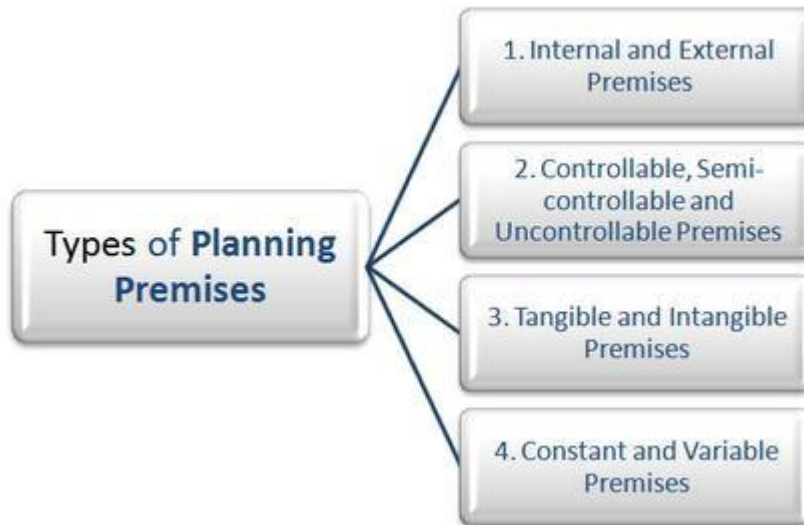 Types of Planning
Premises
1. Internal and External
Premises
2. Controllable, Semi-
controllable and
Uncontrollable Premises
3. Tangible and Intangible
Premises
4. Constant and Variable
Premises